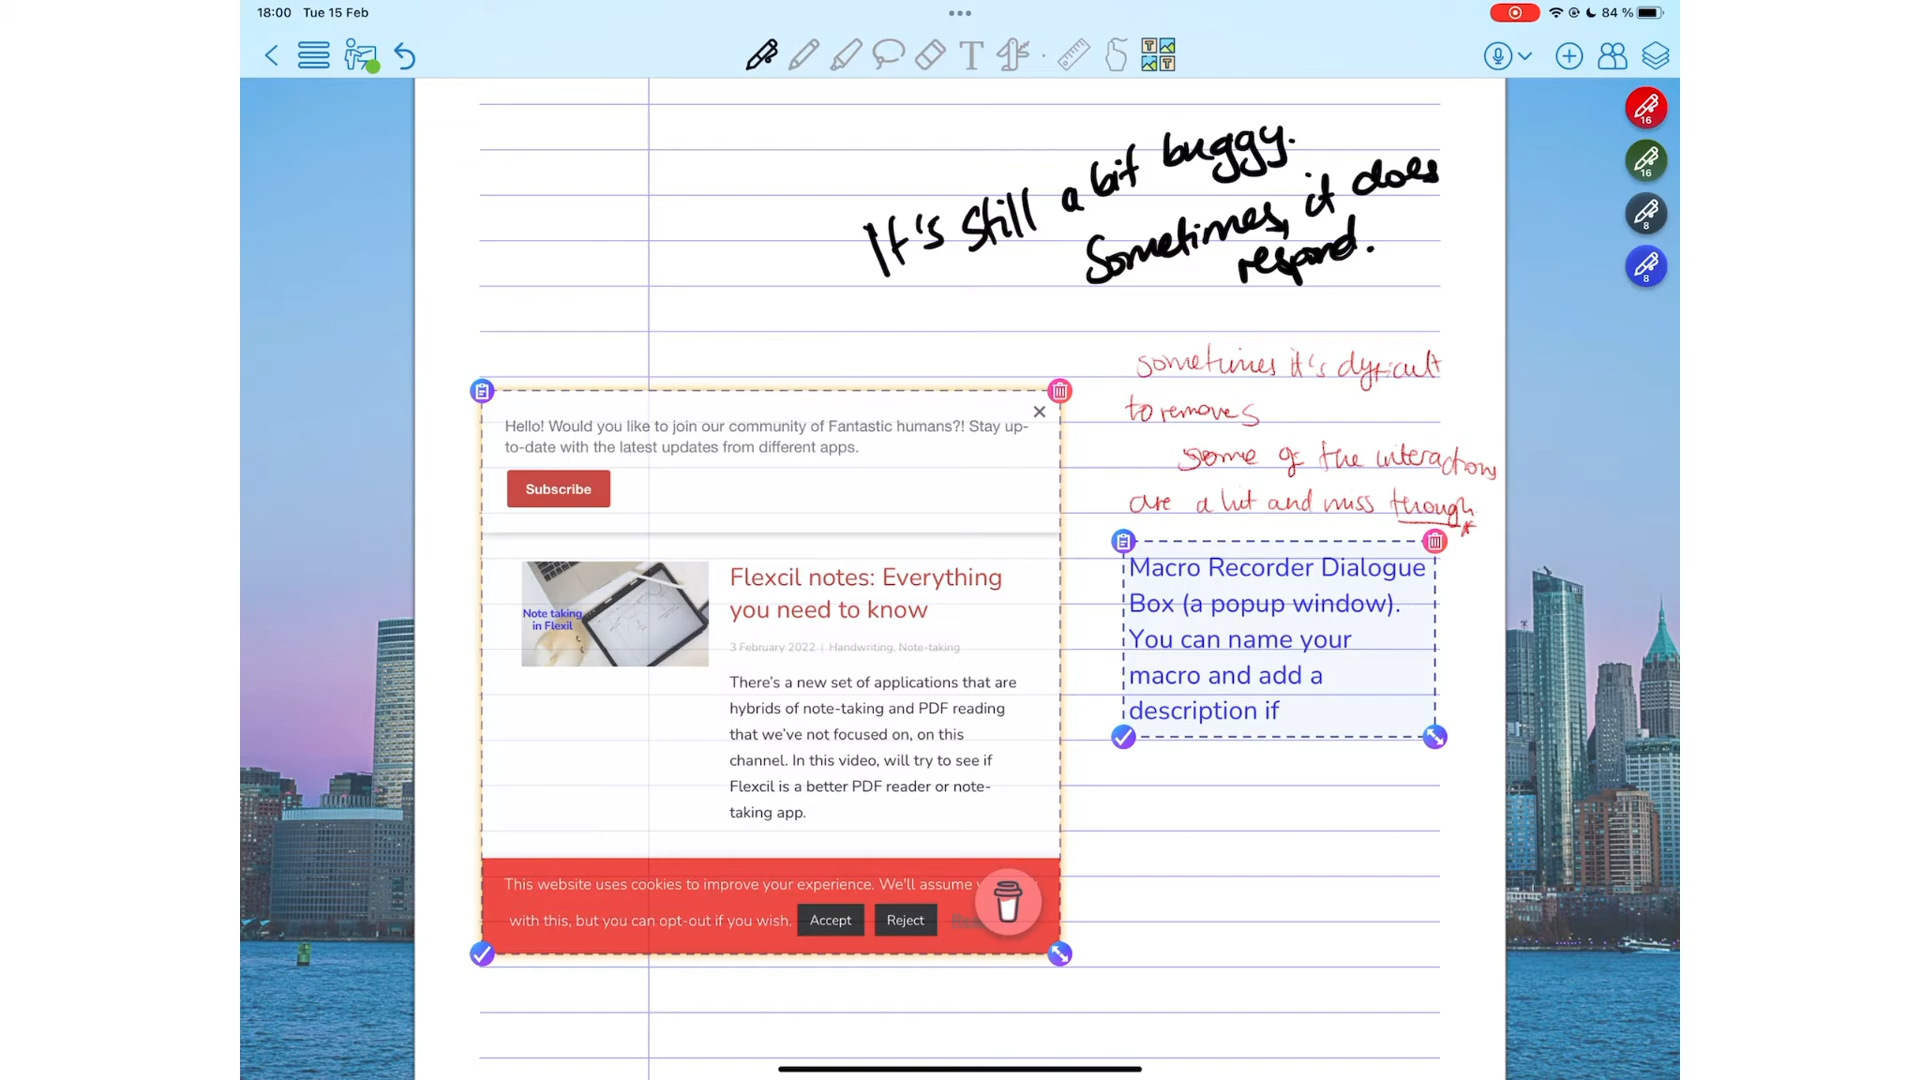 18:00 Tue 15 Feb
84 %
16
16
8
8
It's still a bit buggy.
Sometimes, it does
respond.
sometimes it's dificult
to removes
some of the interactions
are a hit and miss though
Hello! Would you like to join our community of Fantastic humans?! Stay up-
to-date with the latest updates from different apps.
Subscribe
Note taking
in Flexil
Flexcil notes: Everything
you need to know
3 February 2022 | Handwriting, Note-taking
There's a new set of applications that are
hybrids of note-taking and PDF reading
that we've not focused on, on this
channel. In this video, will try to see if
Flexcil is a better PDF reader or note-
taking app.
This website uses cookies to improve your experience. We'll assume
with this, but you can opt-out if you wish. Accept Reject
Macro Recorder Dialogue
Box (a popup window).
You can name your
macro and add a
description if